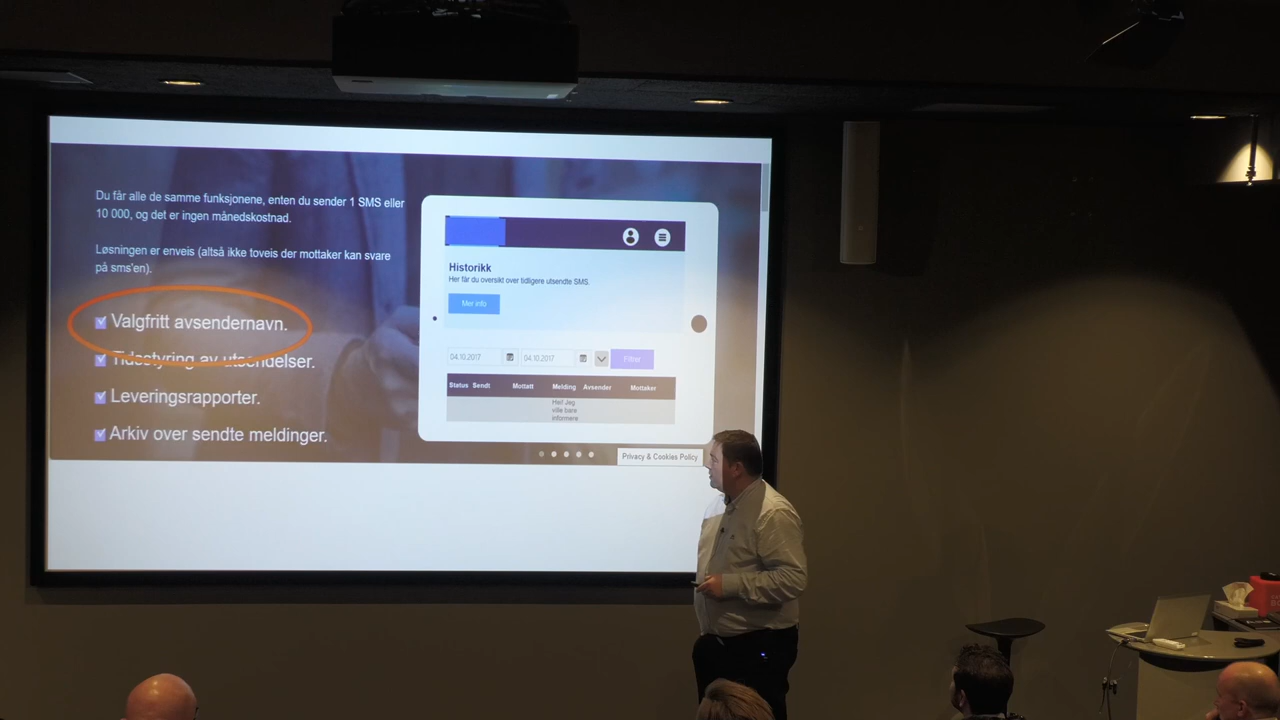 Du får alle de samme funksjonene, enten du sender 1 SMS eller
10 000, og det er ingen månedskostnad.
Løsningen er enveis (altså ikke toveis der mottaker kan svare
på sms'en).
Valgfritt avsendernavn.
Tidsstyring av utsendelser.
Leveringsrapporter.
Arkiv over sendte meldinger.
Historikk
Her får du oversikt over tidligere utsendte SMS.
Mer info
04.10.2017 04.10.2017 Filtrer
Status Sendt Mottatt Melding Avsender Mottaker
Hei! Jeg
ville bare
informere
Privacy & Cookies Policy